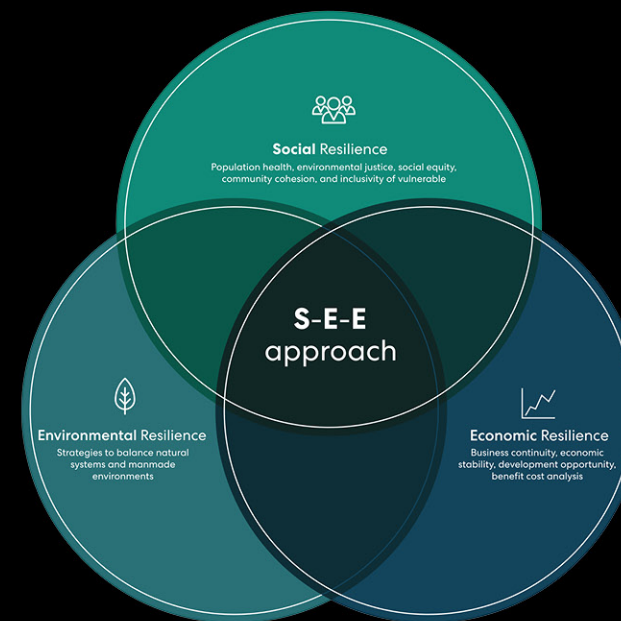 Social Resilience
Population health, environmental justice, social equity,
community cohesion, and inclusivity of vulnerable
S-E-E
approach
Environmental Resilience
Strategies to balance natural
systems and manmade
environments
Economic Resilience
Business continuity, economic
stability, development opportunity,
benefit cost analysis